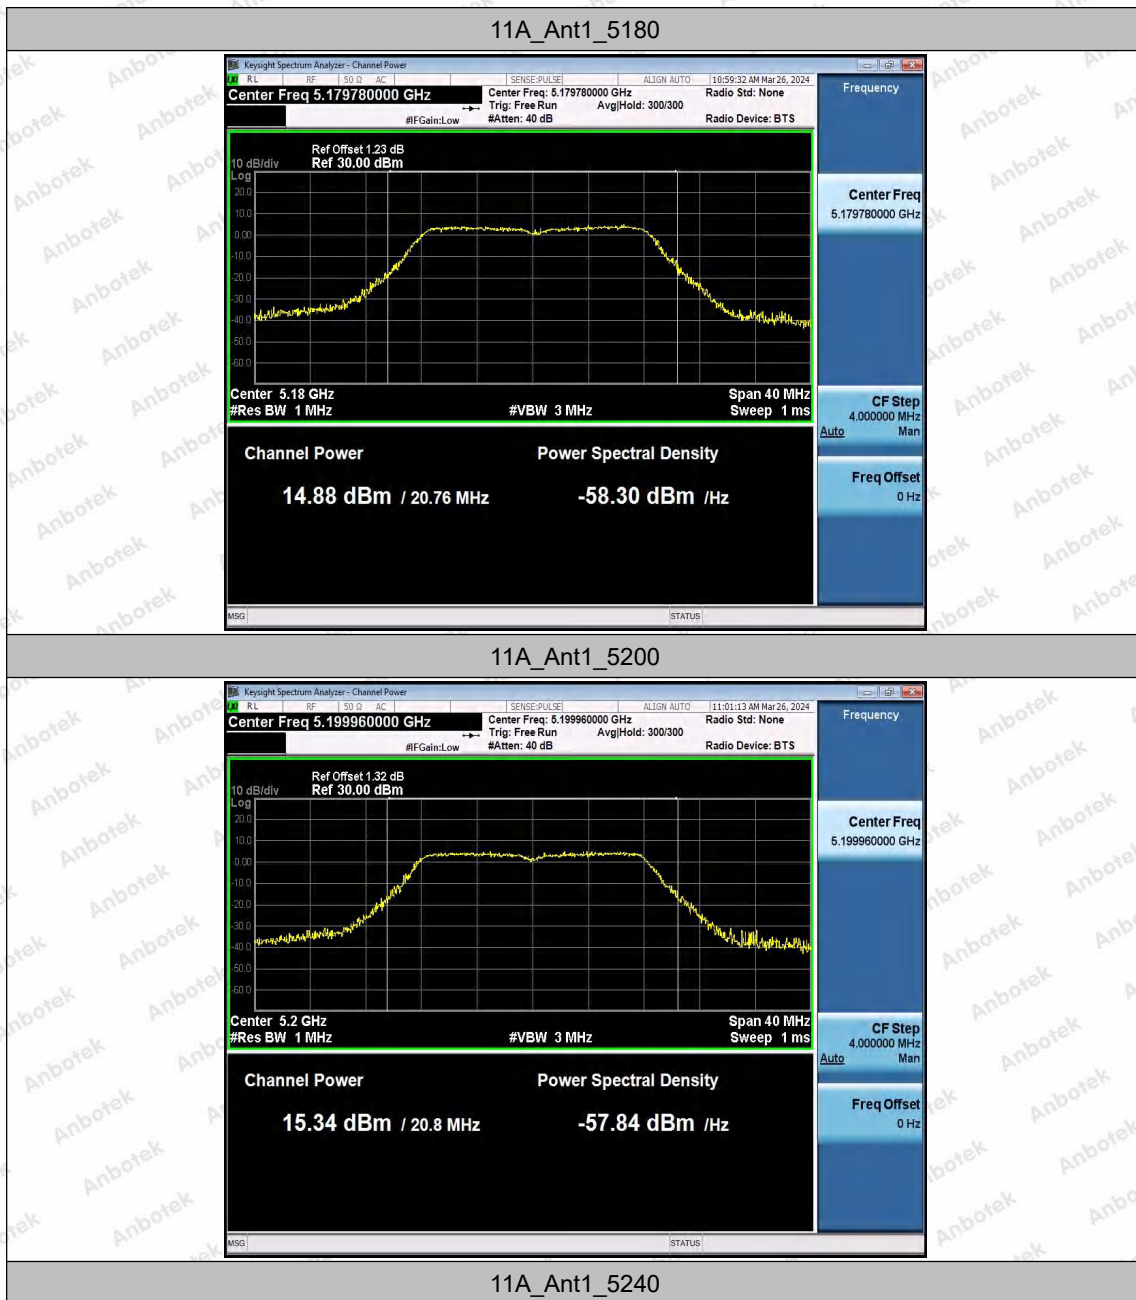 11A_Ant1_5180
Keysight Spectrum Analyzer - Channel Power
LXI RL RF 50 Ω AC SENSE:PULSE ALIGN AUTO 10:59:32 AM Mar 26, 2024
Center Freq 5.179780000 GHz Center Freq: 5.179780000 GHz Radio Std: None Frequency
Trig: Free Run Avg|Hold: 300/300
#IFGain:Low #Atten: 40 dB Radio Device: BTS
Ref Offset 1.23 dB
10 dB/div Ref 30.00 dBm
Log
20.0
10.0
0.00
-10.0
-20.0
-30.0
-40.0
-50.0
-60.0
Center Freq
5.179780000 GHz
Center 5.18 GHz Span 40 MHz
#Res BW 1 MHz #VBW 3 MHz Sweep 1 ms
CF Step
4.000000 MHz
Auto Man
Channel Power Power Spectral Density
14.88 dBm / 20.76 MHz -58.30 dBm /Hz
Freq Offset
0 Hz
MSG STATUS
11A_Ant1_5200
Keysight Spectrum Analyzer - Channel Power
LXI RL RF 50 Ω AC SENSE:PULSE ALIGN AUTO 11:01:13 AM Mar 26, 2024
Center Freq 5.199960000 GHz Center Freq: 5.199960000 GHz Radio Std: None Frequency
Trig: Free Run Avg|Hold: 300/300
#IFGain:Low #Atten: 40 dB Radio Device: BTS
Ref Offset 1.32 dB
10 dB/div Ref 30.00 dBm
Log
20.0
10.0
0.00
-10.0
-20.0
-30.0
-40.0
-50.0
-60.0
Center Freq
5.199960000 GHz
Center 5.2 GHz Span 40 MHz
#Res BW 1 MHz #VBW 3 MHz Sweep 1 ms
CF Step
4.000000 MHz
Auto Man
Channel Power Power Spectral Density
15.34 dBm / 20.8 MHz -57.84 dBm /Hz
Freq Offset
0 Hz
MSG STATUS
11A_Ant1_5240